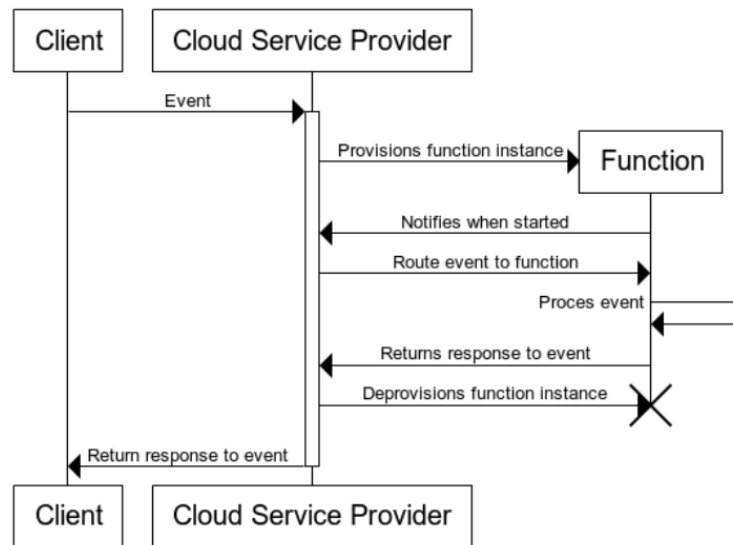 Client
Cloud Service Provider
Event
Provisions function instance
Function
Notifies when started
Route event to function
Proces event
Returns response to event
Deprovisions function instance
Return response to event
Client
Cloud Service Provider